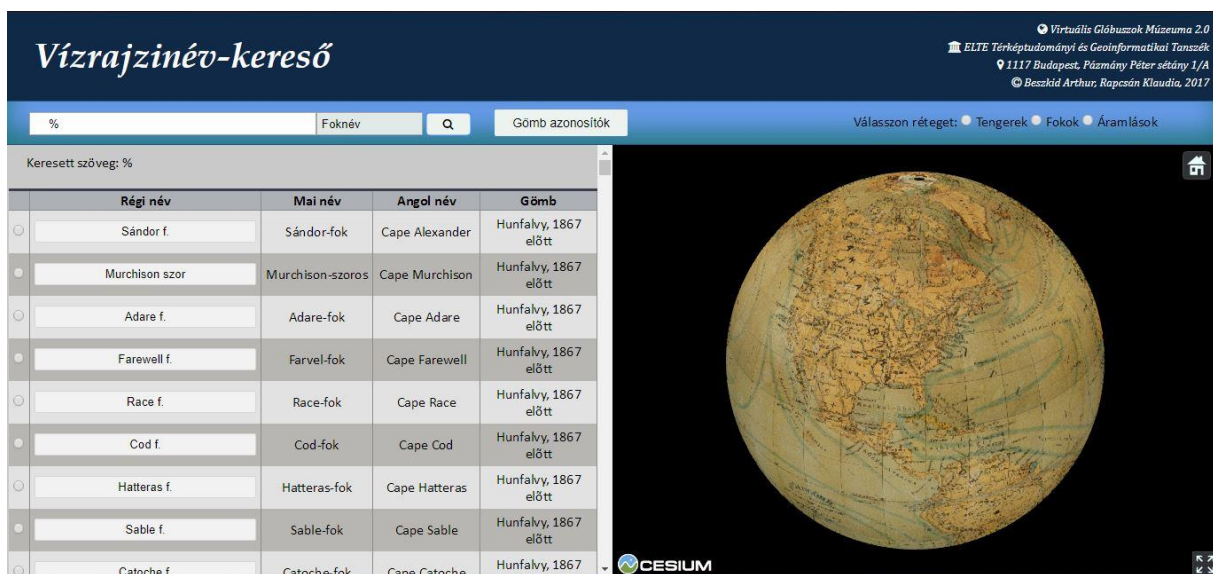 Vízrajzinév-kereső
Virtuális Glóbuszok Múzeuma 2.0
ELTE Térképtudományi és Geoinformatikai Tanszék
1117 Budapest, Pázmány Péter sétány 1/A
© Beszkid Arthur, Rapcsán Klaudia, 2017
% Foknév Gömb azonosítók Válasszon réteget: Tengerek Fokok Áramlások
Keresett szöveg: %
Régi név Mai név Angol név Gömb
Sándor f. Sándor-fok Cape Alexander Hunfalvy, 1867
előtt
Murchison szor Murchison-szoros Cape Murchison Hunfalvy, 1867
előtt
Adare f. Adare-fok Cape Adare Hunfalvy, 1867
előtt
Farewell f. Farvel-fok Cape Farewell Hunfalvy, 1867
előtt
Race f. Race-fok Cape Race Hunfalvy, 1867
előtt
Cod f. Cod-fok Cape Cod Hunfalvy, 1867
előtt
Hatteras f. Hatteras-fok Cape Hatteras Hunfalvy, 1867
előtt
Sable f. Sable-fok Cape Sable Hunfalvy, 1867
előtt
Catoche f. Catoche-fok Cape Catoche Hunfalvy, 1867
CESIUM